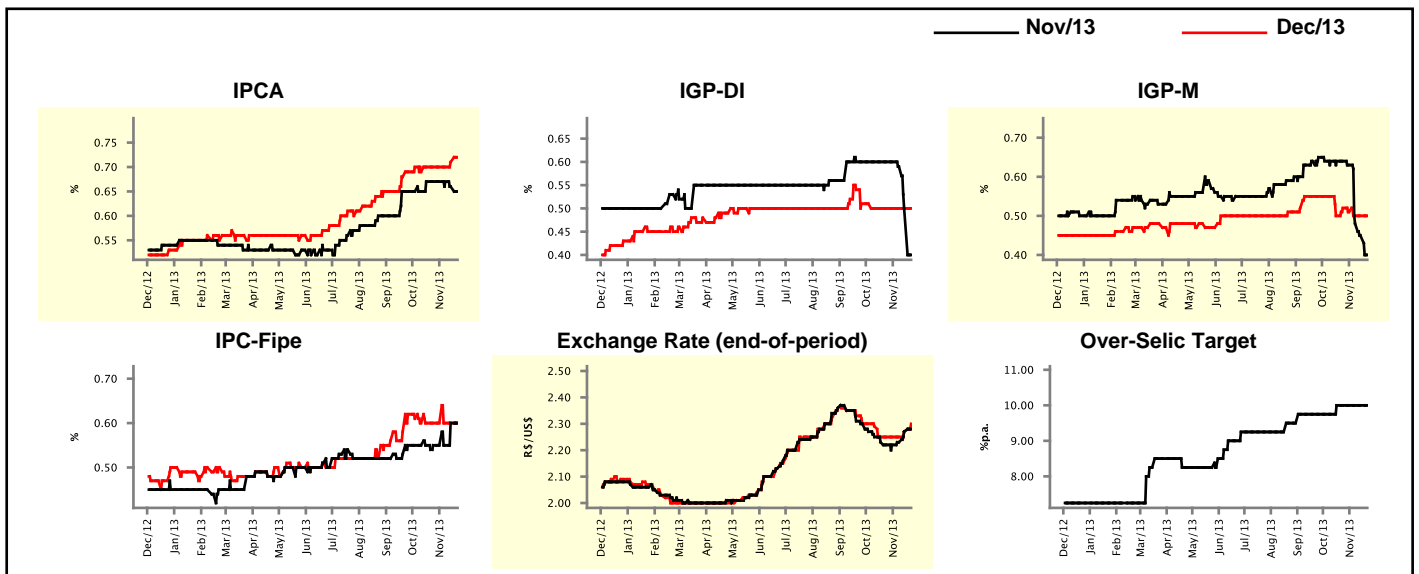 Nov/13 Dec/13
IPCA IGP-DI IGP-M
%
0.75
0.70
0.65
0.60
0.55
Dec/12 Jan/13 Feb/13 Mar/13 Apr/13 May/13 Jun/13 Jul/13 Aug/13 Sep/13 Oct/13 Nov/13
%
0.65
0.60
0.55
0.50
0.45
0.40
Dec/12 Jan/13 Feb/13 Mar/13 Apr/13 May/13 Jun/13 Jul/13 Aug/13 Sep/13 Oct/13 Nov/13
%
0.70
0.60
0.50
0.40
Dec/12 Jan/13 Feb/13 Mar/13 Apr/13 May/13 Jun/13 Jul/13 Aug/13 Sep/13 Oct/13 Nov/13
IPC-Fipe Exchange Rate (end-of-period) Over-Selic Target
%
0.70
0.60
0.50
Dec/12 Jan/13 Feb/13 Mar/13 Apr/13 May/13 Jun/13 Jul/13 Aug/13 Sep/13 Oct/13 Nov/13
R$/US$
2.50
2.40
2.30
2.20
2.10
2.00
Dec/12 Jan/13 Feb/13 Mar/13 Apr/13 May/13 Jun/13 Jul/13 Aug/13 Sep/13 Oct/13 Nov/13
%p.a.
11.00
10.00
9.00
8.00
Dec/12 Jan/13 Feb/13 Mar/13 Apr/13 May/13 Jun/13 Jul/13 Aug/13 Sep/13 Oct/13 Nov/13